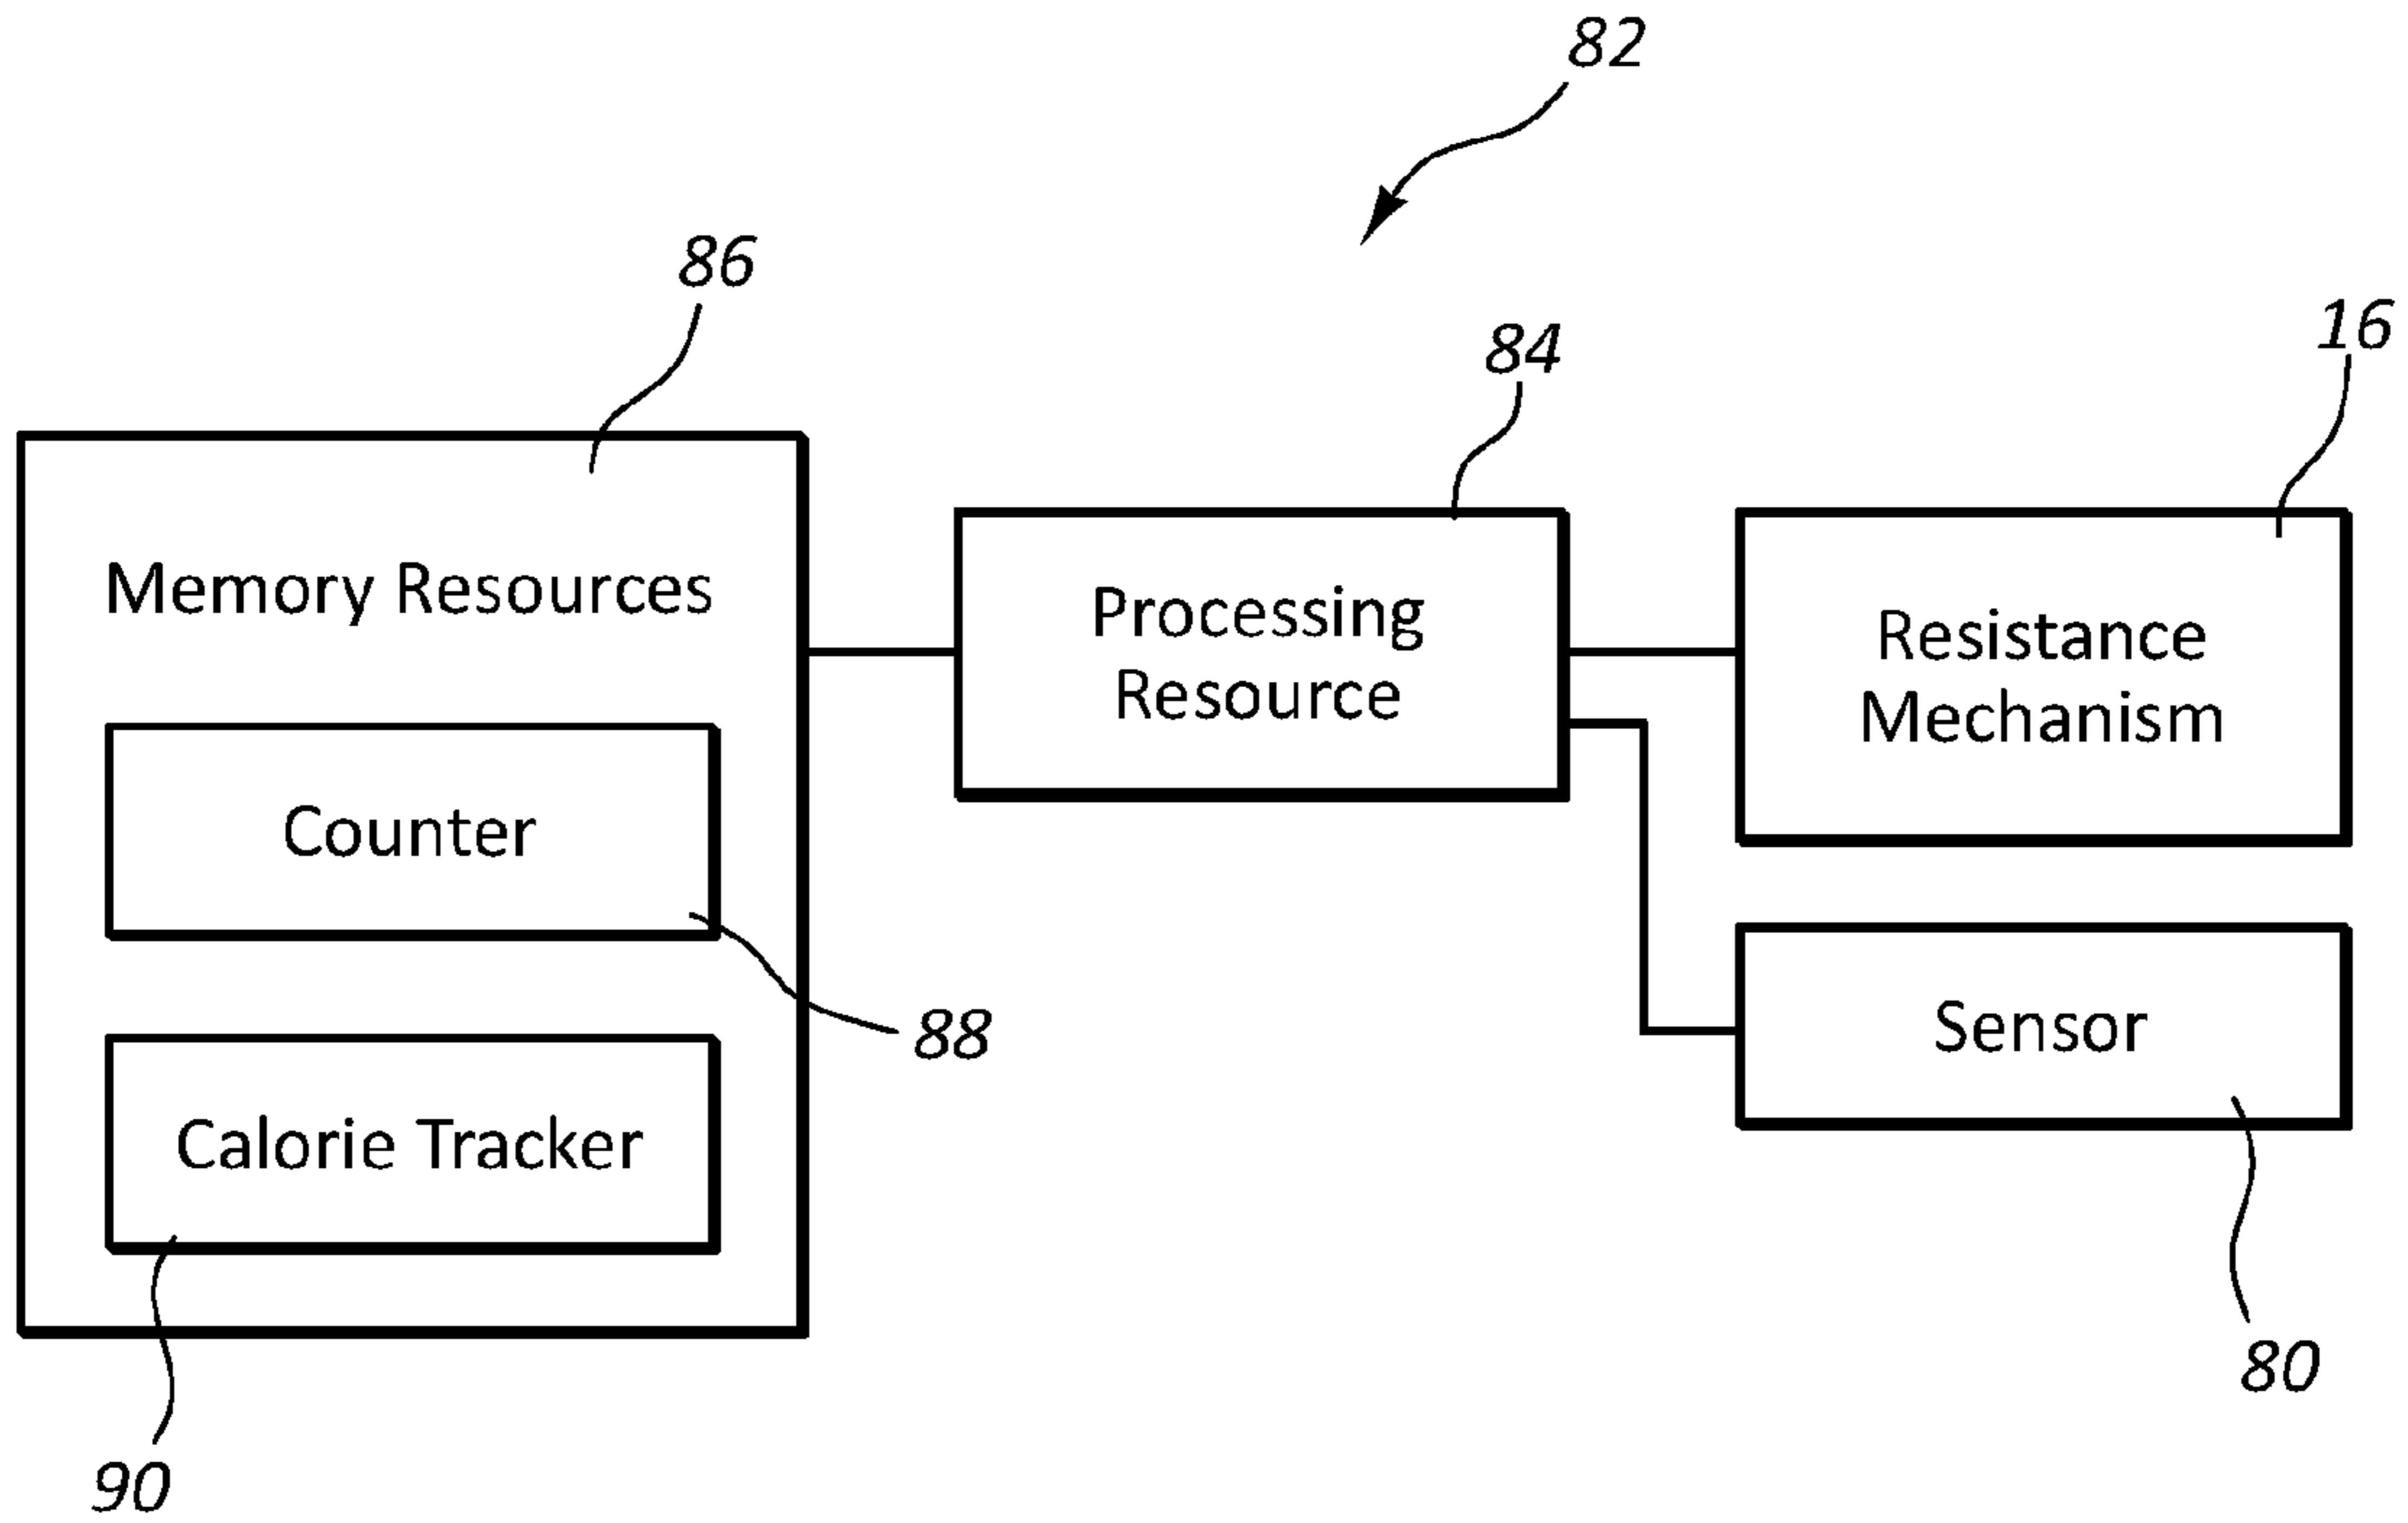 82
86
84
16
Memory Resources
Processing
Resource
Resistance
Mechanism
Counter
88
Sensor
Calorie Tracker
80
90